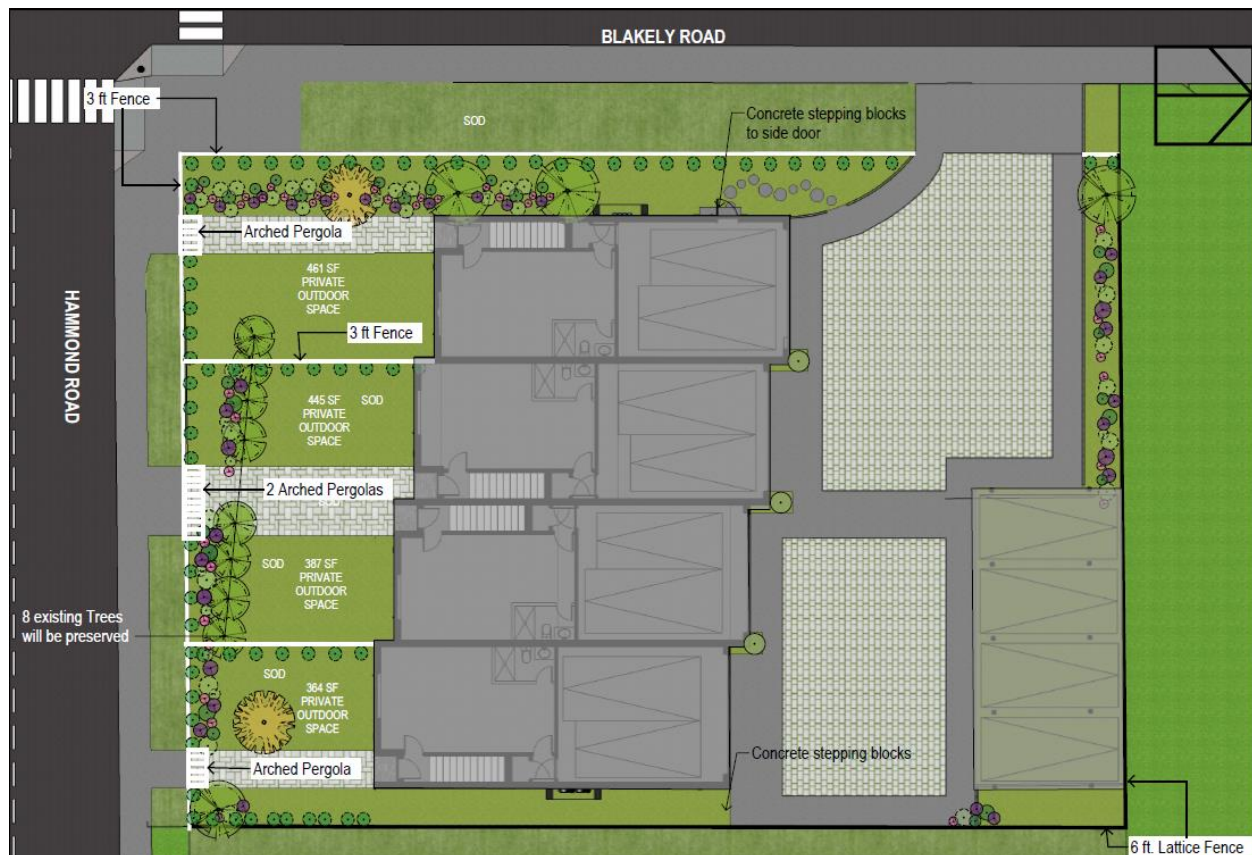 BLAKELY ROAD
3 ft Fence
SOD
Concrete stepping blocks
to side door
Arched Pergola
461 SF
PRIVATE
OUTDOOR
SPACE
HAMMOND ROAD
3 ft Fence
445 SF
PRIVATE
OUTDOOR
SPACE
SOD
2 Arched Pergolas
SOD
387 SF
PRIVATE
OUTDOOR
SPACE
8 existing Trees
will be preserved
SOD
364 SF
PRIVATE
OUTDOOR
SPACE
Concrete stepping blocks
Arched Pergola
6 ft. Lattice Fence